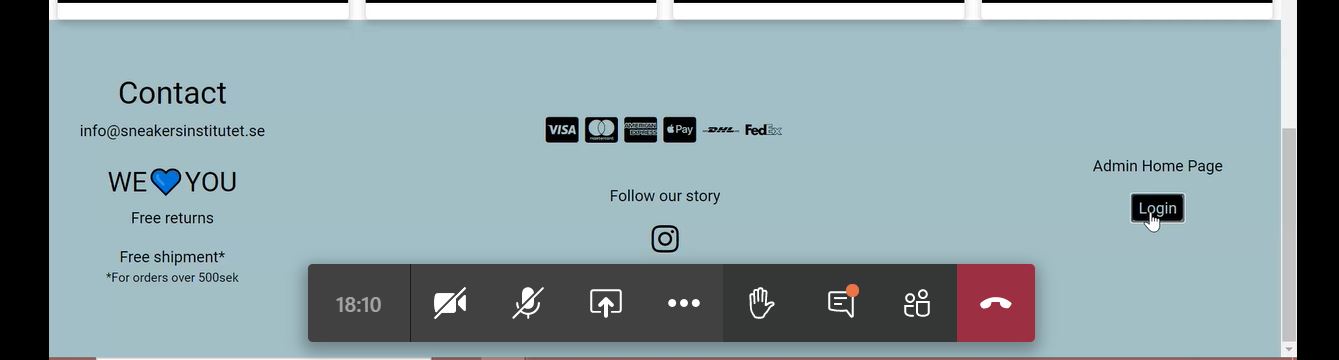 Contact
info@sneakersinstitutet.se
WE YOU
Free returns
Free shipment*
*For orders over 500sek
VISA
mastercard
AMERICAN EXPRESS
Pay
DHL
FedEx
Follow our story
Admin Home Page
Login
18:10